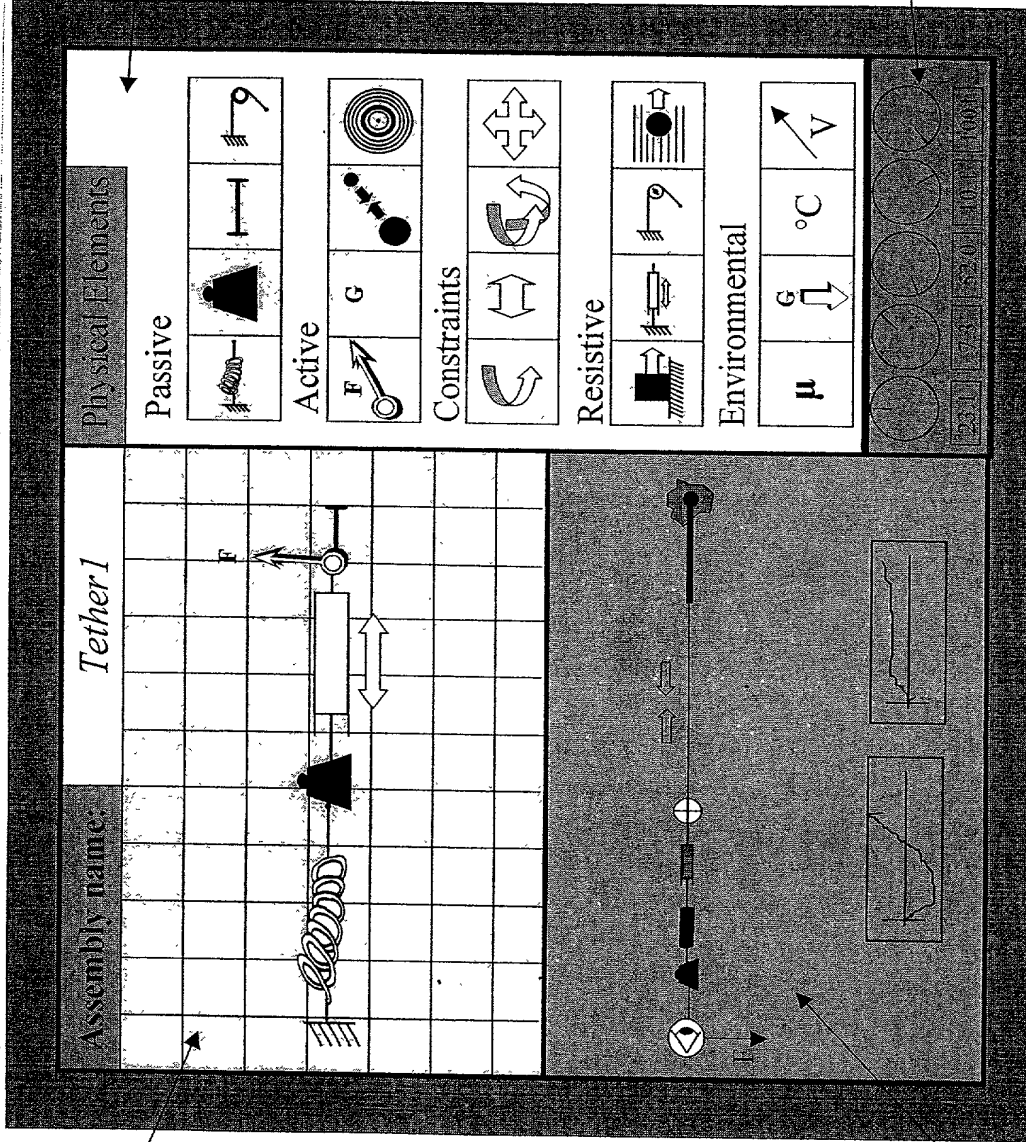 Assembly name:
Tether1
Physical Elements
Passive
Active
F
G
Constraints
Resistive
Environmental
μ
G
°C
V
F